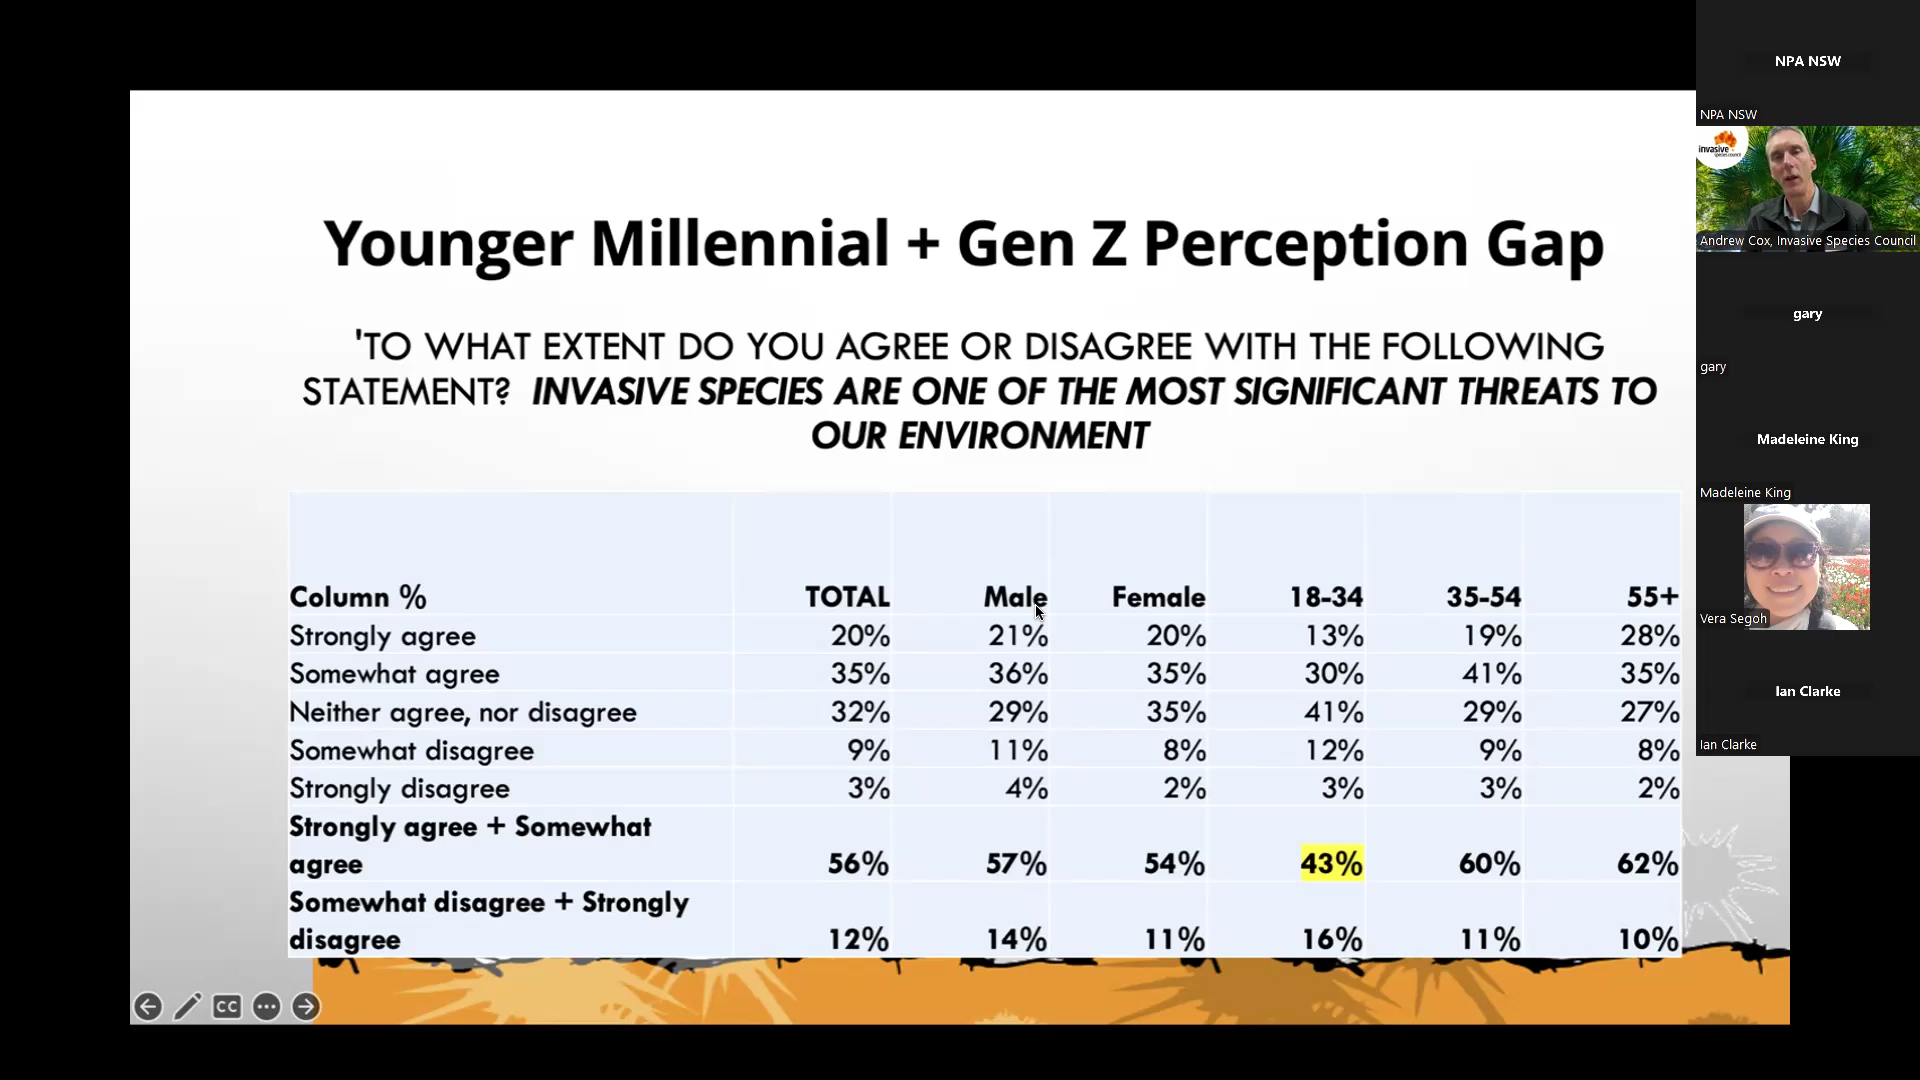 Younger Millennial + Gen Z Perception Gap
'TO WHAT EXTENT DO YOU AGREE OR DISAGREE WITH THE FOLLOWING
STATEMENT? INVASIVE SPECIES ARE ONE OF THE MOST SIGNIFICANT THREATS TO
OUR ENVIRONMENT
Column % TOTAL Male Female 18-34 35-54 55+
Strongly agree 20% 21% 20% 13% 19% 28%
Somewhat agree 35% 36% 35% 30% 41% 35%
Neither agree, nor disagree 32% 29% 35% 41% 29% 27%
Somewhat disagree 9% 11% 8% 12% 9% 8%
Strongly disagree 3% 4% 2% 3% 3% 2%
Strongly agree + Somewhat
agree 56% 57% 54% 43% 60% 62%
Somewhat disagree + Strongly
disagree 12% 14% 11% 16% 11% 10%
CC
NPA NSW
NPA NSW
invasive
species council
Andrew Cox, Invasive Species Council
gary
gary
Madeleine King
Madeleine King
Vera Segoh
Ian Clarke
Ian Clarke